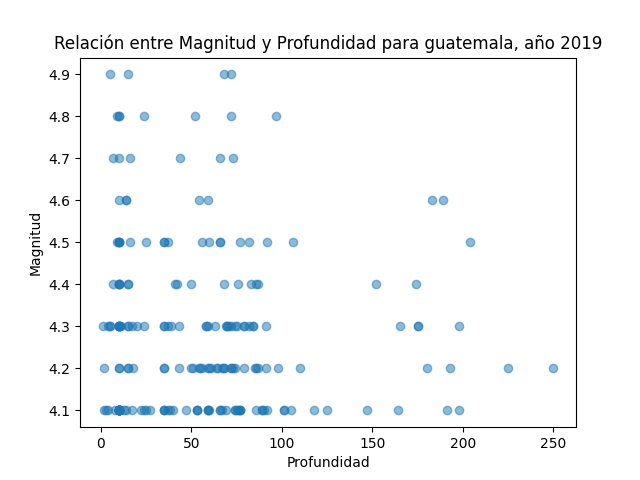 Relación entre Magnitud y Profundidad para guatemala, año 2019
4.9
4.8
4.7
4.6
4.5
4.4
4.3
4.2
4.1
Magnitud
0 50 100 150 200 250
Profundidad